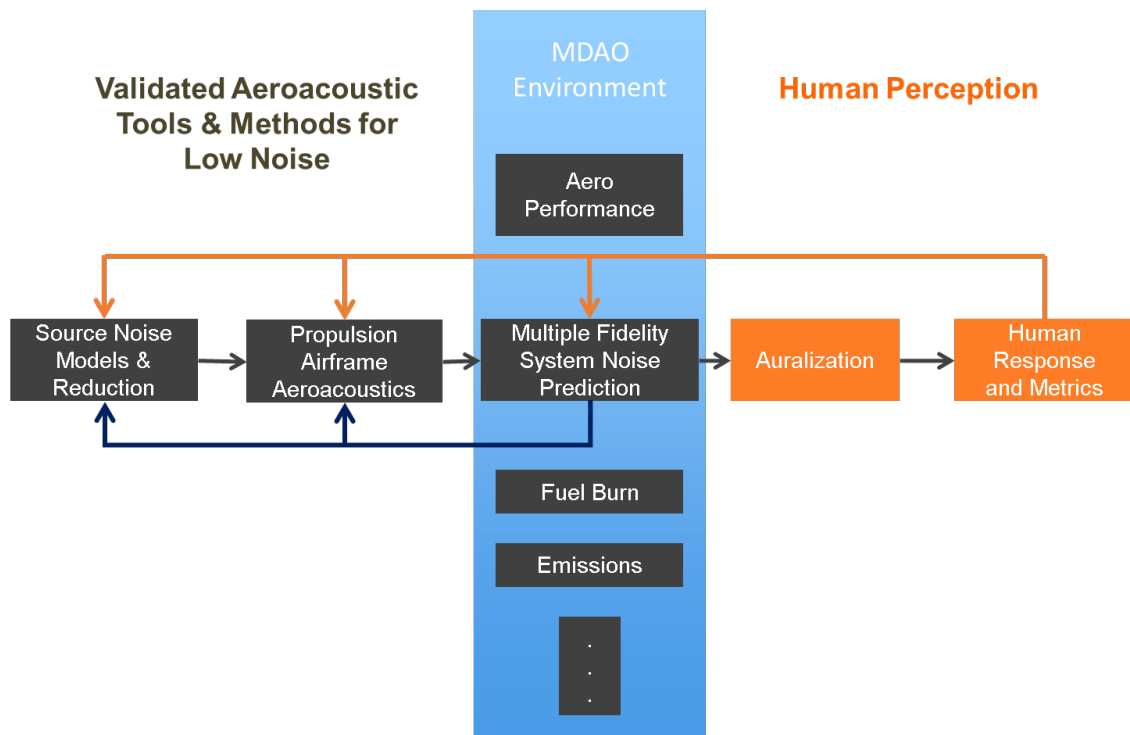 MDAO
Environment
Validated Aeroacoustic
Tools & Methods for
Low Noise
Human Perception
Aero
Performance
Source Noise
Models &
Reduction
Propulsion
Airframe
Aeroacoustics
Multiple Fidelity
System Noise
Prediction
Auralization
Human
Response
and Metrics
Fuel Burn
Emissions
.
.
.